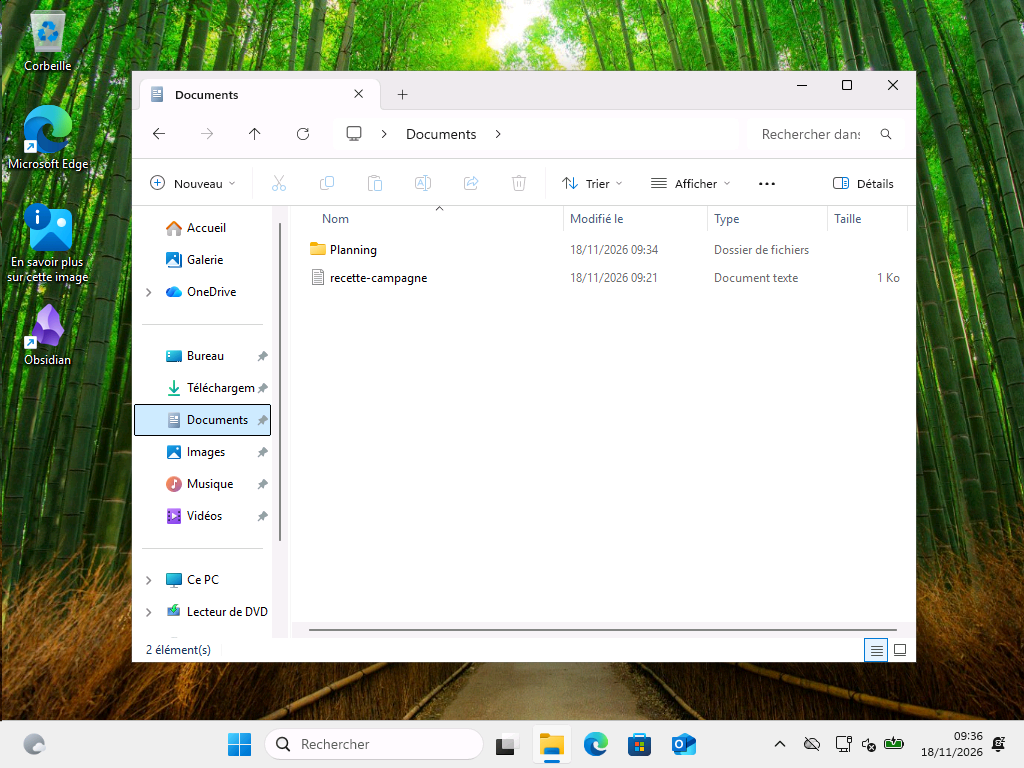 Corbeille
Microsoft Edge
En savoir plus
sur cette image
Obsidian
Documents
Documents
Rechercher dans
Nouveau
Trier
Afficher
Détails
Accueil
Galerie
OneDrive
Bureau
Téléchargem
Documents
Images
Musique
Vidéos
Ce PC
Lecteur de DVD
Nom
Modifié le
Type
Taille
Planning
18/11/2026 09:34
Dossier de fichiers
recette-campagne
18/11/2026 09:21
Document texte
1 Ko
2 élément(s)
Rechercher
09:36
18/11/2026